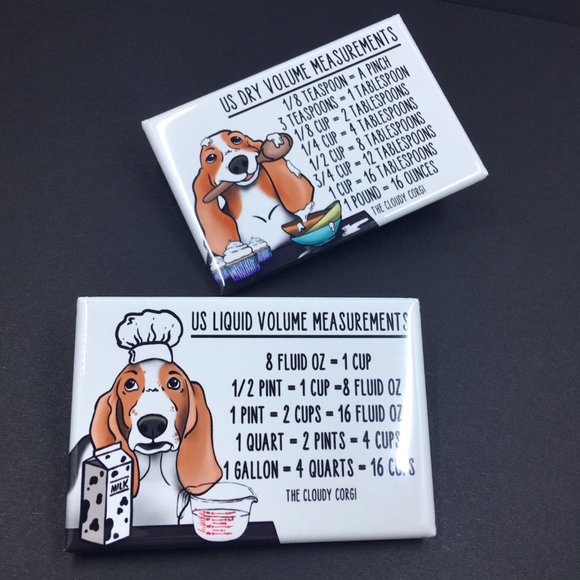 US DRY VOLUME MEASUREMENTS
1/8 TEASPOON = A PINCH
3 TEASPOONS = 1 TABLESPOON
1/8 CUP = 2 TABLESPOONS
1/4 CUP = 4 TABLESPOONS
1/2 CUP = 8 TABLESPOONS
3/4 CUP = 12 TABLESPOONS
1 CUP = 16 TABLESPOONS
1 POUND = 16 OUNCES
THE CLOUDY CORGI
US LIQUID VOLUME MEASUREMENTS
8 FLUID OZ = 1 CUP
1/2 PINT = 1 CUP =8 FLUID OZ
1 PINT = 2 CUPS = 16 FLUID OZ
1 QUART = 2 PINTS = 4 CUPS
1 GALLON = 4 QUARTS = 16 CUPS
THE CLOUDY CORGI
MILK